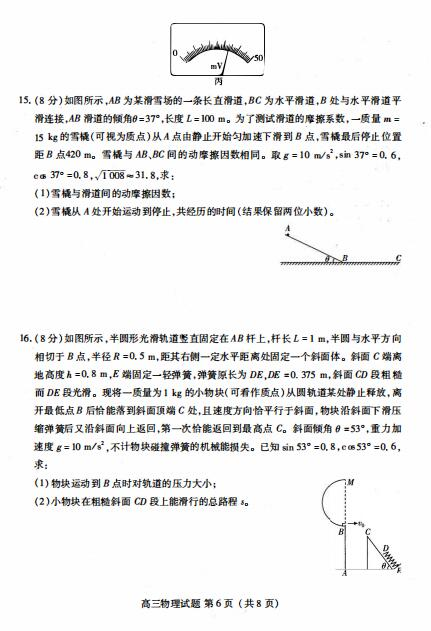 0 50
mV
丙
15.(8分)如图所示,AB为某滑雪场的一条长直滑道,BC为水平滑道,B处与水平滑道平
滑连接,AB滑道的倾角θ=37°,长度L=100 m。为了测试滑道的摩擦系数,一质量m=
15 kg的雪橇(可视为质点)从A点由静止开始匀加速下滑到B点,雪橇最后停止位置
距B点420 m。雪橇与AB、BC间的动摩擦因数相同。取g=10 m/s²,sin 37°=0.6,
cos 37°=0.8,√1 008≈31.8,求:
(1)雪橇与滑道间的动摩擦因数;
(2)雪橇从A处开始运动到停止,共经历的时间(结果保留两位小数)。
A
θ B C
16.(8分)如图所示,半圆形光滑轨道竖直固定在AB杆上,杆长L=1 m,半圆与水平方向
相切于B点,半径R=0.5 m,距其右侧一定水平距离处固定一个斜面体。斜面C端离
地高度h=0.8 m,E端固定一轻弹簧,弹簧原长为DE,DE=0.375 m,斜面CD段粗糙
而DE段光滑。现将一质量为1 kg的小物块(可看作质点)从圆轨道某处静止释放,离
开最低点B后恰能落到斜面顶端C处,且速度方向恰平行于斜面,物块沿斜面下滑压
缩弹簧后又沿斜面向上返回,第一次恰能返回到最高点C。斜面倾角θ=53°,重力加
速度g=10 m/s²,不计物块碰撞弹簧的机械能损失。已知sin 53°=0.8,cos 53°=0.6,
求:
(1)物块运动到B点时对轨道的压力大小;
(2)小物块在粗糙斜面CD段上能滑行的总路程s。
M
v₀
B C
D
θ E
A
高三物理试题 第6页(共8页)